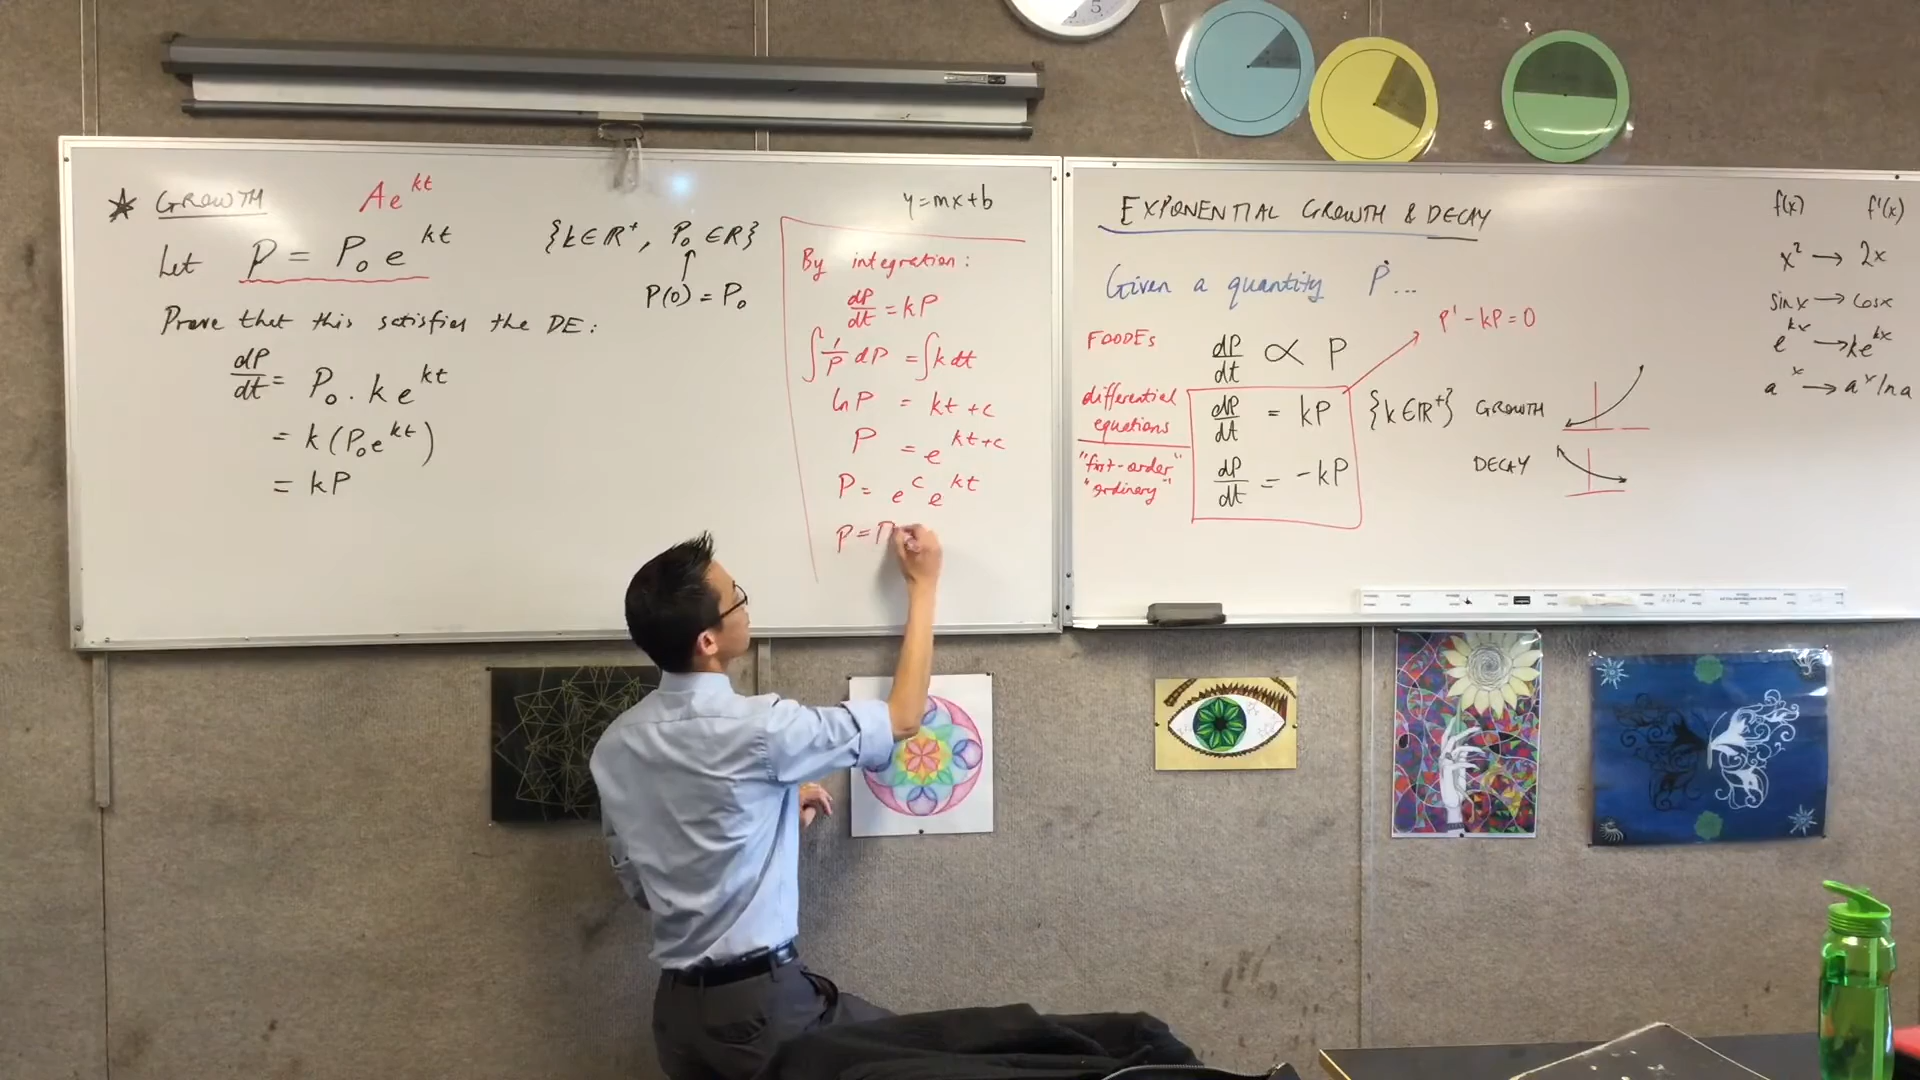 ★ GROWTH
Ae^{kt}
Let P = P₀e^{kt}
{k∈ℝ⁺, P₀∈ℝ}
↑
P(0) = P₀
Prove that this satisfies the DE:
dP/dt = P₀ . ke^{kt}
= k(P₀e^{kt})
= kP
y=mx+b
By integration:
dP/dt = kP
∫ 1/P dP = ∫k dt
ln P = kt + c
P = e^{kt+c}
P = e^c e^{kt}
P = P
EXPONENTIAL GROWTH & DECAY
Given a quantity P...
FOODEs
differential
equations
"first-order"
"ordinary"
dP/dt ∝ P
P' - kP = 0
dP/dt = kP {k∈ℝ⁺} GROWTH
dP/dt = -kP DECAY
f(x) f'(x)
x² → 2x
sinx → cosx
e^{kx} → ke^{kx}
a^x → a^x ln a
5